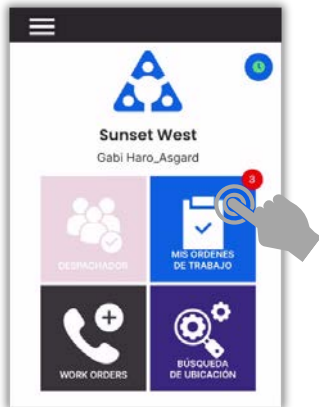 Sunset West
Gabi Haro_Asgard
3
DESPACHADOR
MIS ORDENES
DE TRABAJO
WORK ORDERS
BÚSQUEDA
DE UBICACIÓN